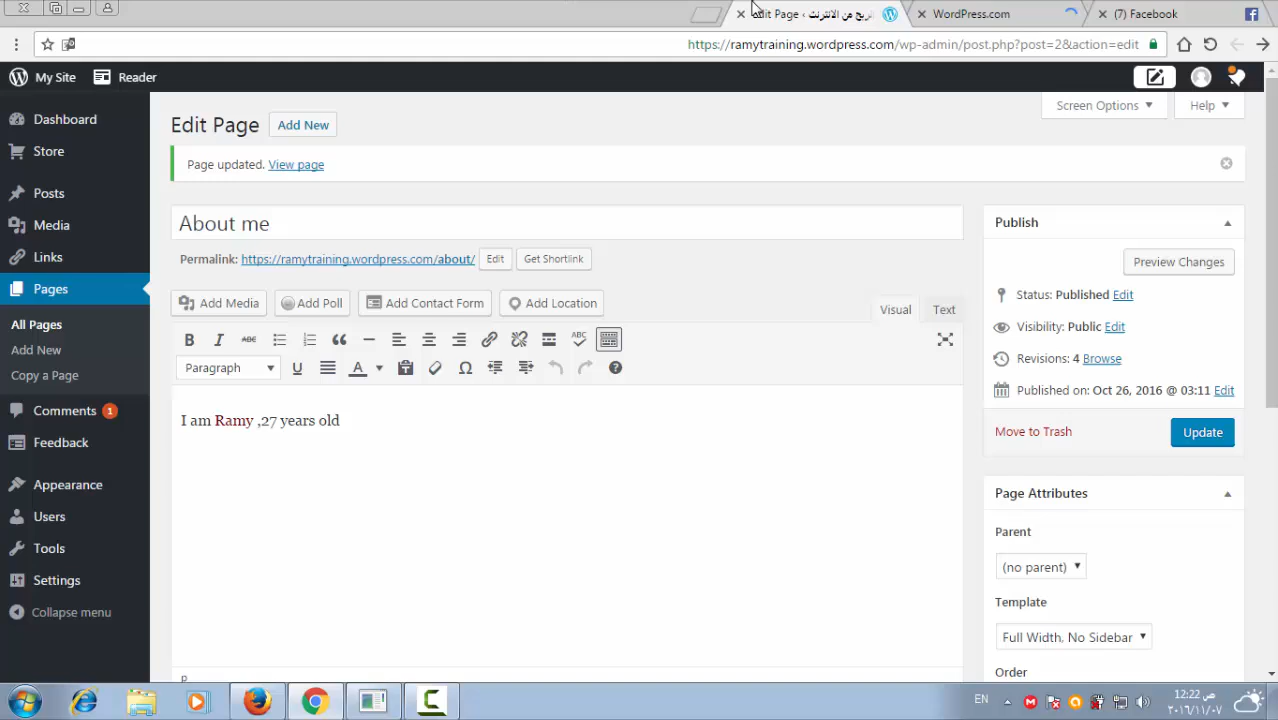 Edit Page ‹ الربح من الانترنت
WordPress.com
(7) Facebook
https://ramytraining.wordpress.com/wp-admin/post.php?post=2&action=edit
My Site
Reader
Screen Options
Help
Dashboard
Store
Posts
Media
Links
Pages
All Pages
Add New
Copy a Page
Comments 1
Feedback
Appearance
Users
Tools
Settings
Collapse menu
Edit Page
Add New
Page updated. View page
About me
Permalink: https://ramytraining.wordpress.com/about/
Edit
Get Shortlink
Add Media
Add Poll
Add Contact Form
Add Location
Visual
Text
B I ABC
ABC
Paragraph
U
A
I am Ramy ,27 years old
p
Publish
Preview Changes
Status: Published Edit
Visibility: Public Edit
Revisions: 4 Browse
Published on: Oct 26, 2016 @ 03:11 Edit
Move to Trash
Update
Page Attributes
Parent
(no parent)
Template
Full Width, No Sidebar
Order
EN
12:22 ص
٢٠١٦/١١/٠٧